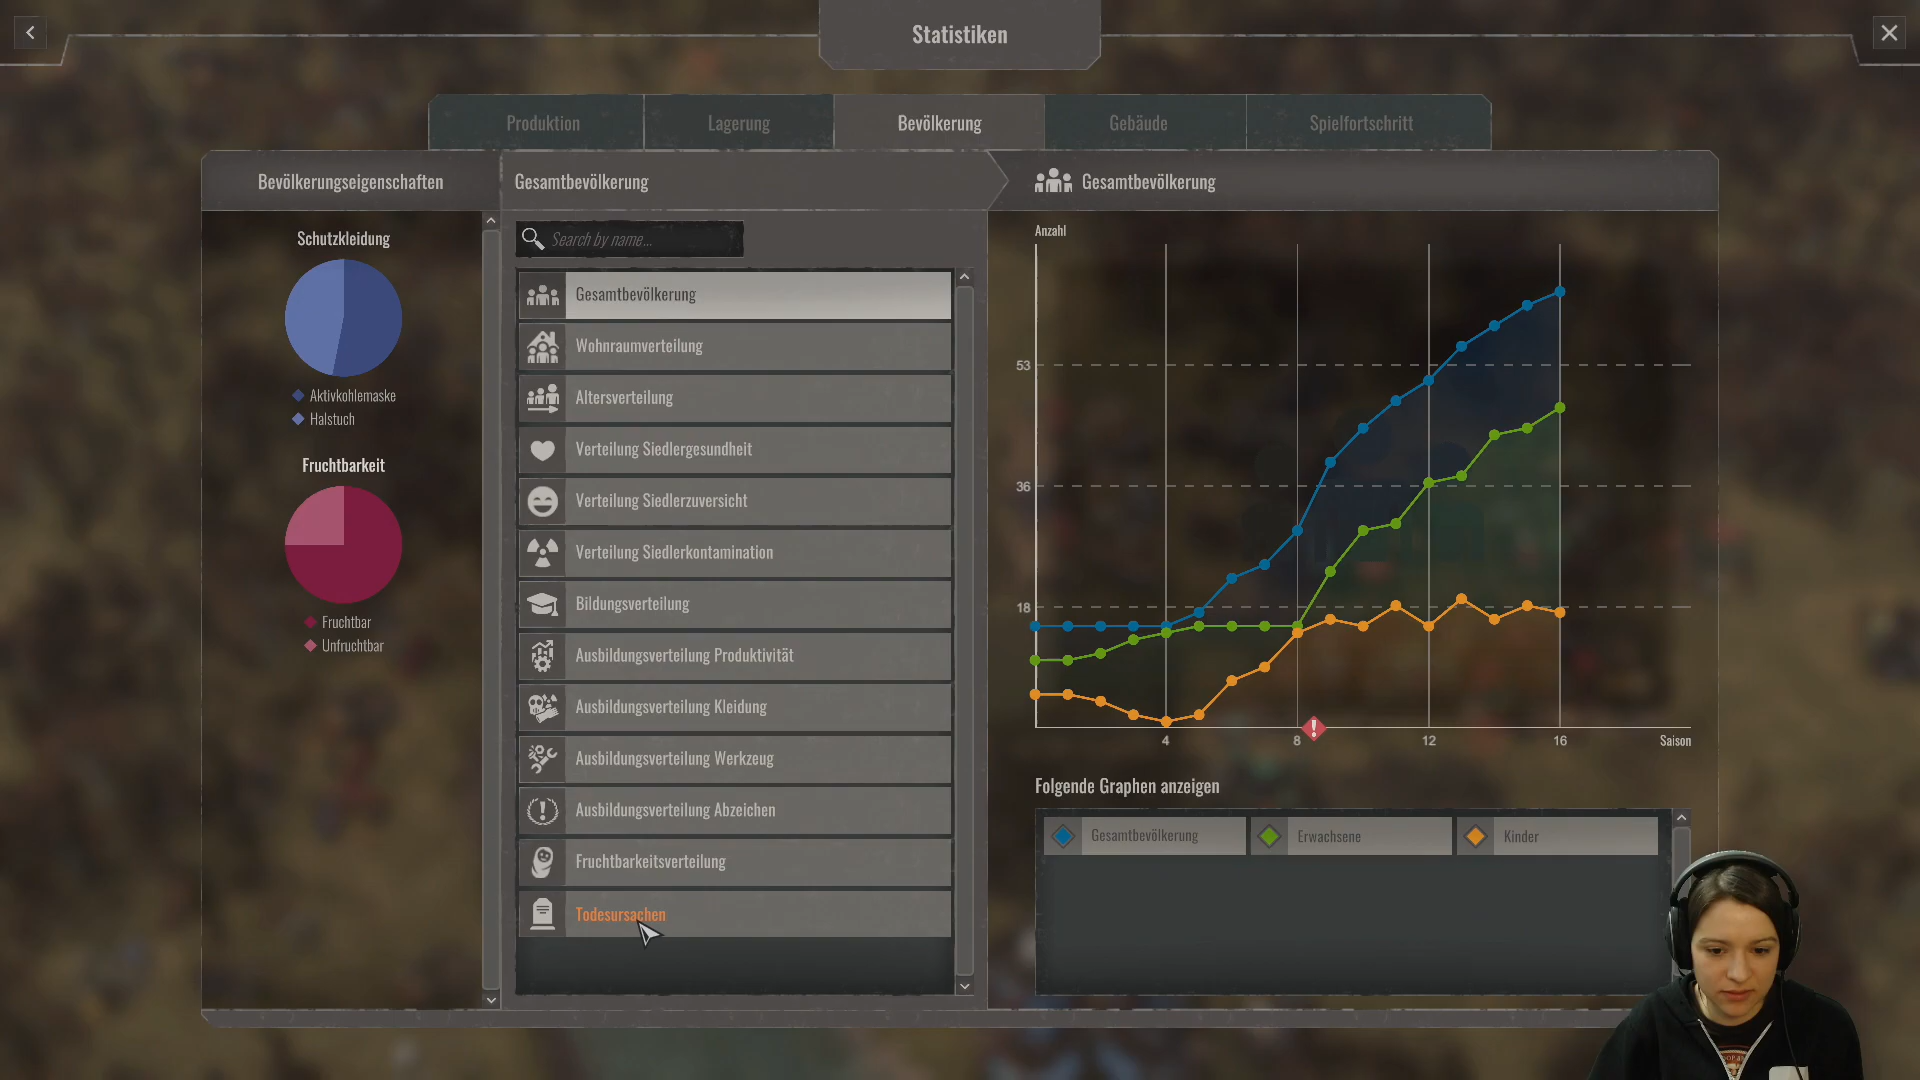 Statistiken
Produktion
Lagerung
Bevölkerung
Gebäude
Spielfortschritt
Bevölkerungseigenschaften
Gesamtbevölkerung
Gesamtbevölkerung
Schutzkleidung
Aktivkohlemaske
Halstuch
Fruchtbarkeit
Fruchtbar
Unfruchtbar
Search by name...
Gesamtbevölkerung
Wohnraumverteilung
Altersverteilung
Verteilung Siedlergesundheit
Verteilung Siedlerzuversicht
Verteilung Siedlerkontamination
Bildungsverteilung
Ausbildungsverteilung Produktivität
Ausbildungsverteilung Kleidung
Ausbildungsverteilung Werkzeug
Ausbildungsverteilung Abzeichen
Fruchtbarkeitsverteilung
Todesursachen
Anzahl
53
36
18
4
8
12
16
Saison
Folgende Graphen anzeigen
Gesamtbevölkerung
Erwachsene
Kinder